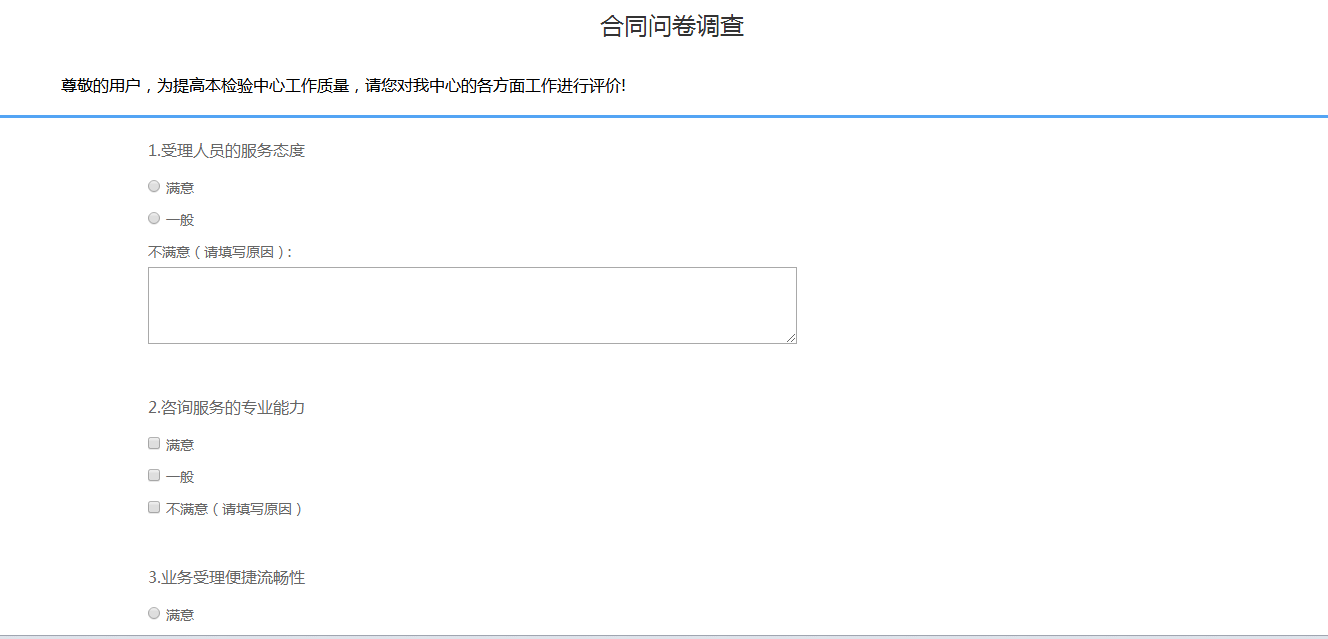 合同问卷调查
尊敬的用户，为提高本检验中心工作质量，请您对我中心的各方面工作进行评价!
1.受理人员的服务态度
满意
一般
不满意（请填写原因）:
2.咨询服务的专业能力
满意
一般
不满意（请填写原因）
3.业务受理便捷流畅性
满意